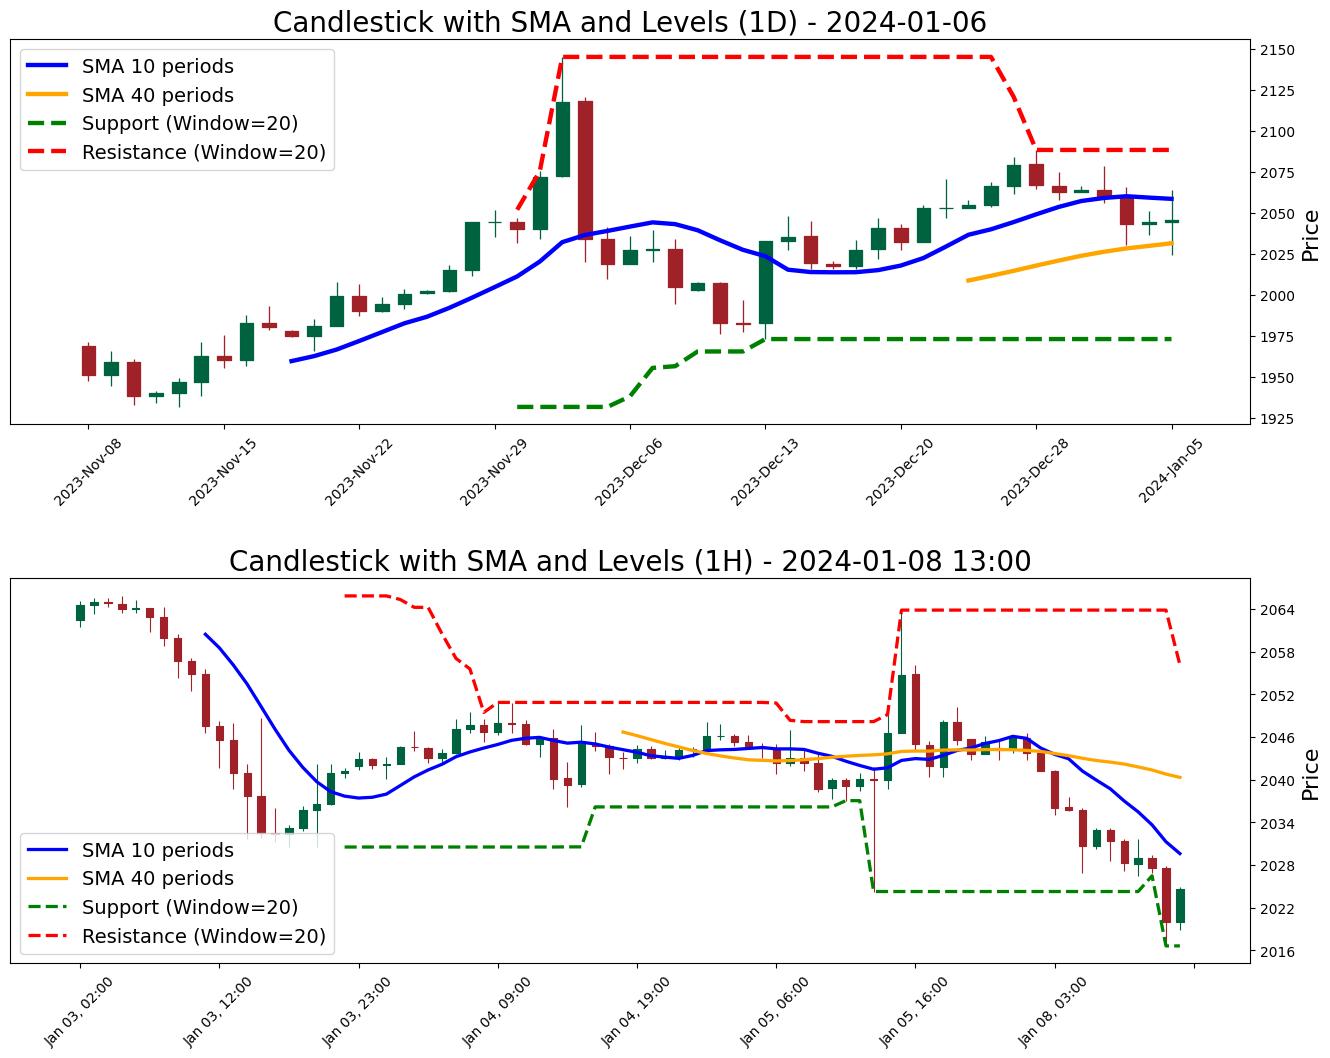 Candlestick with SMA and Levels (1D) - 2024-01-06
SMA 10 periods
SMA 40 periods
Support (Window=20)
Resistance (Window=20)
2150
2125
2100
2075
2050
2025
2000
1975
1950
1925
Price
2023-Nov-08
2023-Nov-15
2023-Nov-22
2023-Nov-29
2023-Dec-06
2023-Dec-13
2023-Dec-20
2023-Dec-28
2024-Jan-05
Candlestick with SMA and Levels (1H) - 2024-01-08 13:00
2064
2058
2052
2046
2040
2034
2028
2022
2016
Price
SMA 10 periods
SMA 40 periods
Support (Window=20)
Resistance (Window=20)
Jan 03, 02:00
Jan 03, 12:00
Jan 03, 23:00
Jan 04, 09:00
Jan 04, 19:00
Jan 05, 06:00
Jan 05, 16:00
Jan 08, 03:00